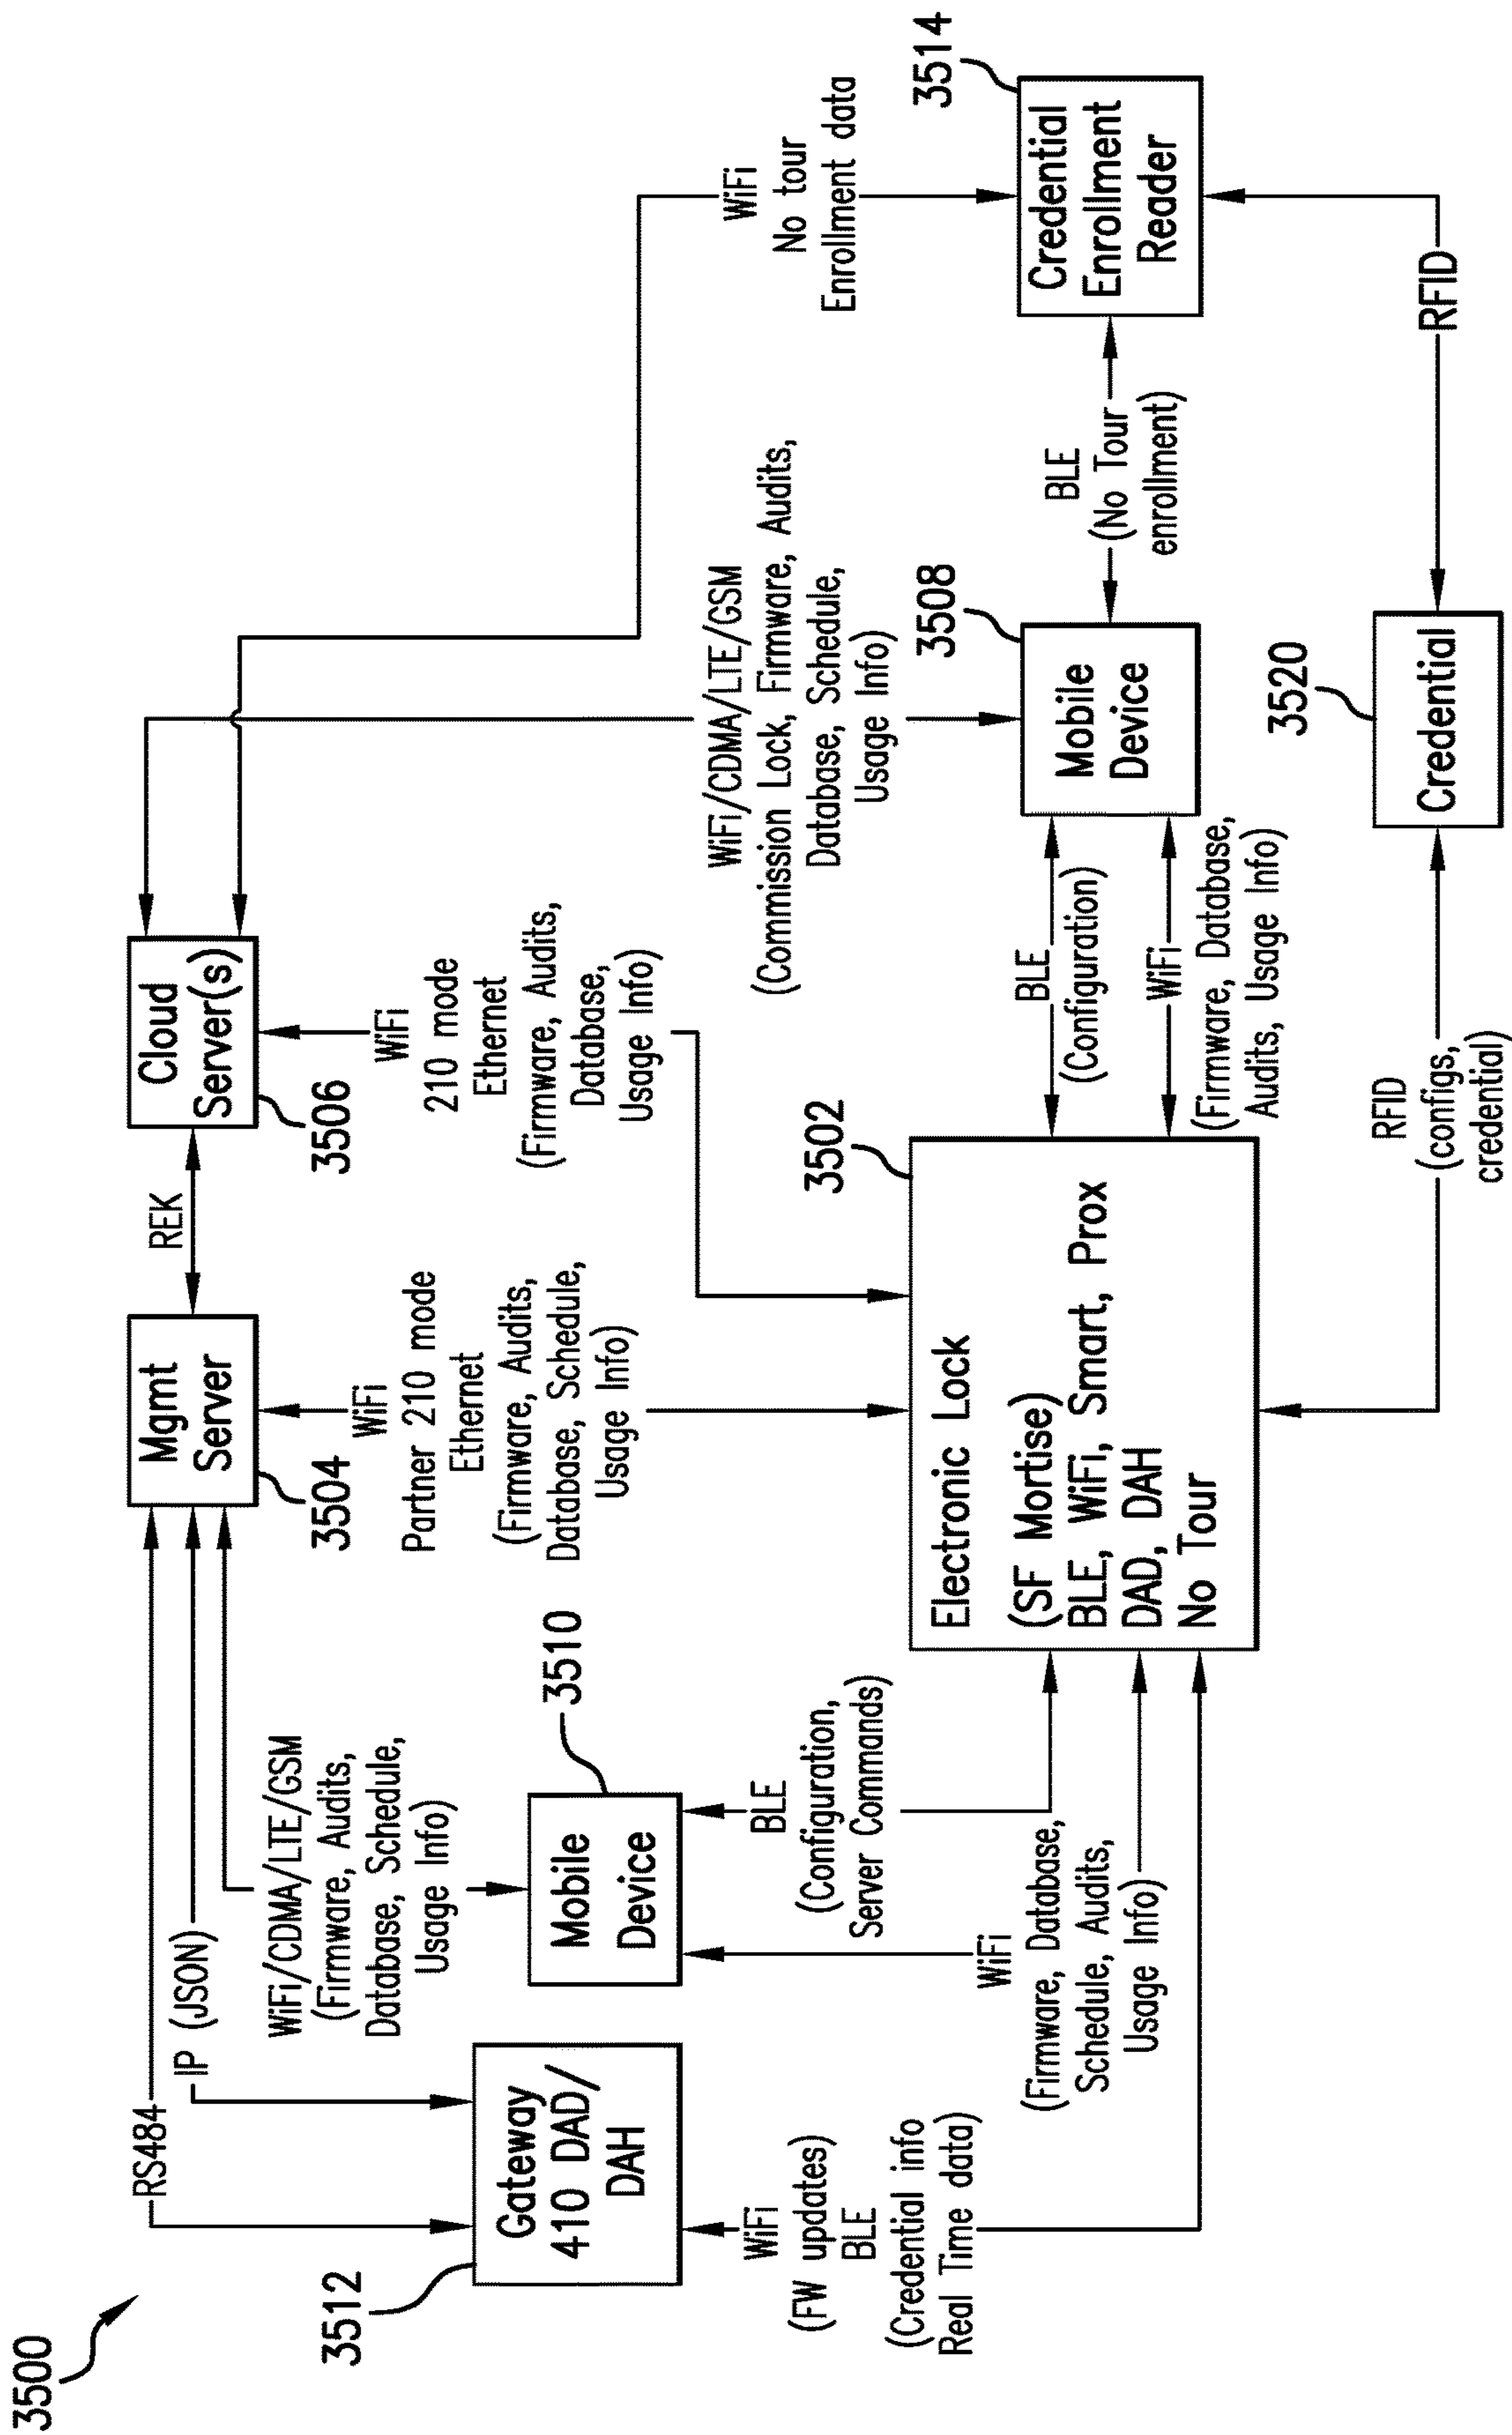 3500
RS484
IP (JSON)
WiFi/CDMA/LTE/GSM
(Firmware, Audits,
Database, Schedule,
Usage Info)
Mgmt
Server
3504
REK
Cloud
Server(s)
3506
WiFi
Partner 210 mode
Ethernet
(Firmware, Audits,
Database, Schedule,
Usage Info)
WiFi
210 mode
Ethernet
(Firmware, Audits,
Database,
Usage Info)
WiFi/CDMA/LTE/GSM
(Commission Lock, Firmware, Audits,
Database, Schedule,
Usage Info)
WiFi
No tour
Enrollment data
3512
Gateway
410 DAD/
DAH
3510
Mobile
Device
WiFi
(FW updates)
BLE
(Credential info
Real Time data)
BLE
(Configuration,
Server Commands)
WiFi
(Firmware, Database,
Schedule, Audits,
Usage Info)
3502
Electronic Lock
(SF Mortise)
BLE, WiFi, Smart, Prox
DAD, DAH
No Tour
BLE
(Configuration)
WiFi
(Firmware, Database,
Audits, Usage Info)
3508
Mobile
Device
BLE
(No Tour
enrollment)
3514
Credential
Enrollment
Reader
RFID
(configs,
credential)
3520
Credential
RFID